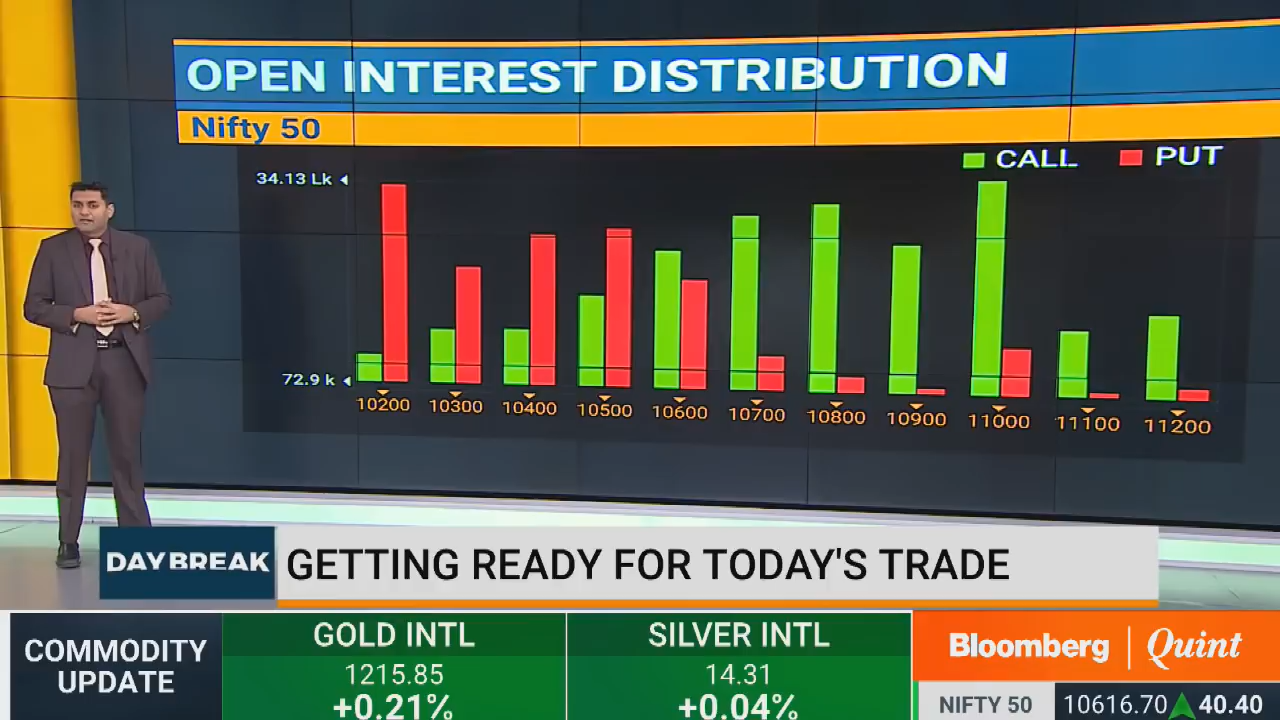 OPEN INTEREST DISTRIBUTION
Nifty 50
CALL PUT
34.13 Lk
72.9 k
10200 10300 10400 10500 10600 10700 10800 10900 11000 11100 11200
DAYBREAK
GETTING READY FOR TODAY'S TRADE
COMMODITY
UPDATE
GOLD INTL
1215.85
+0.21%
SILVER INTL
14.31
+0.04%
Bloomberg | Quint
NIFTY 50 10616.70 40.40